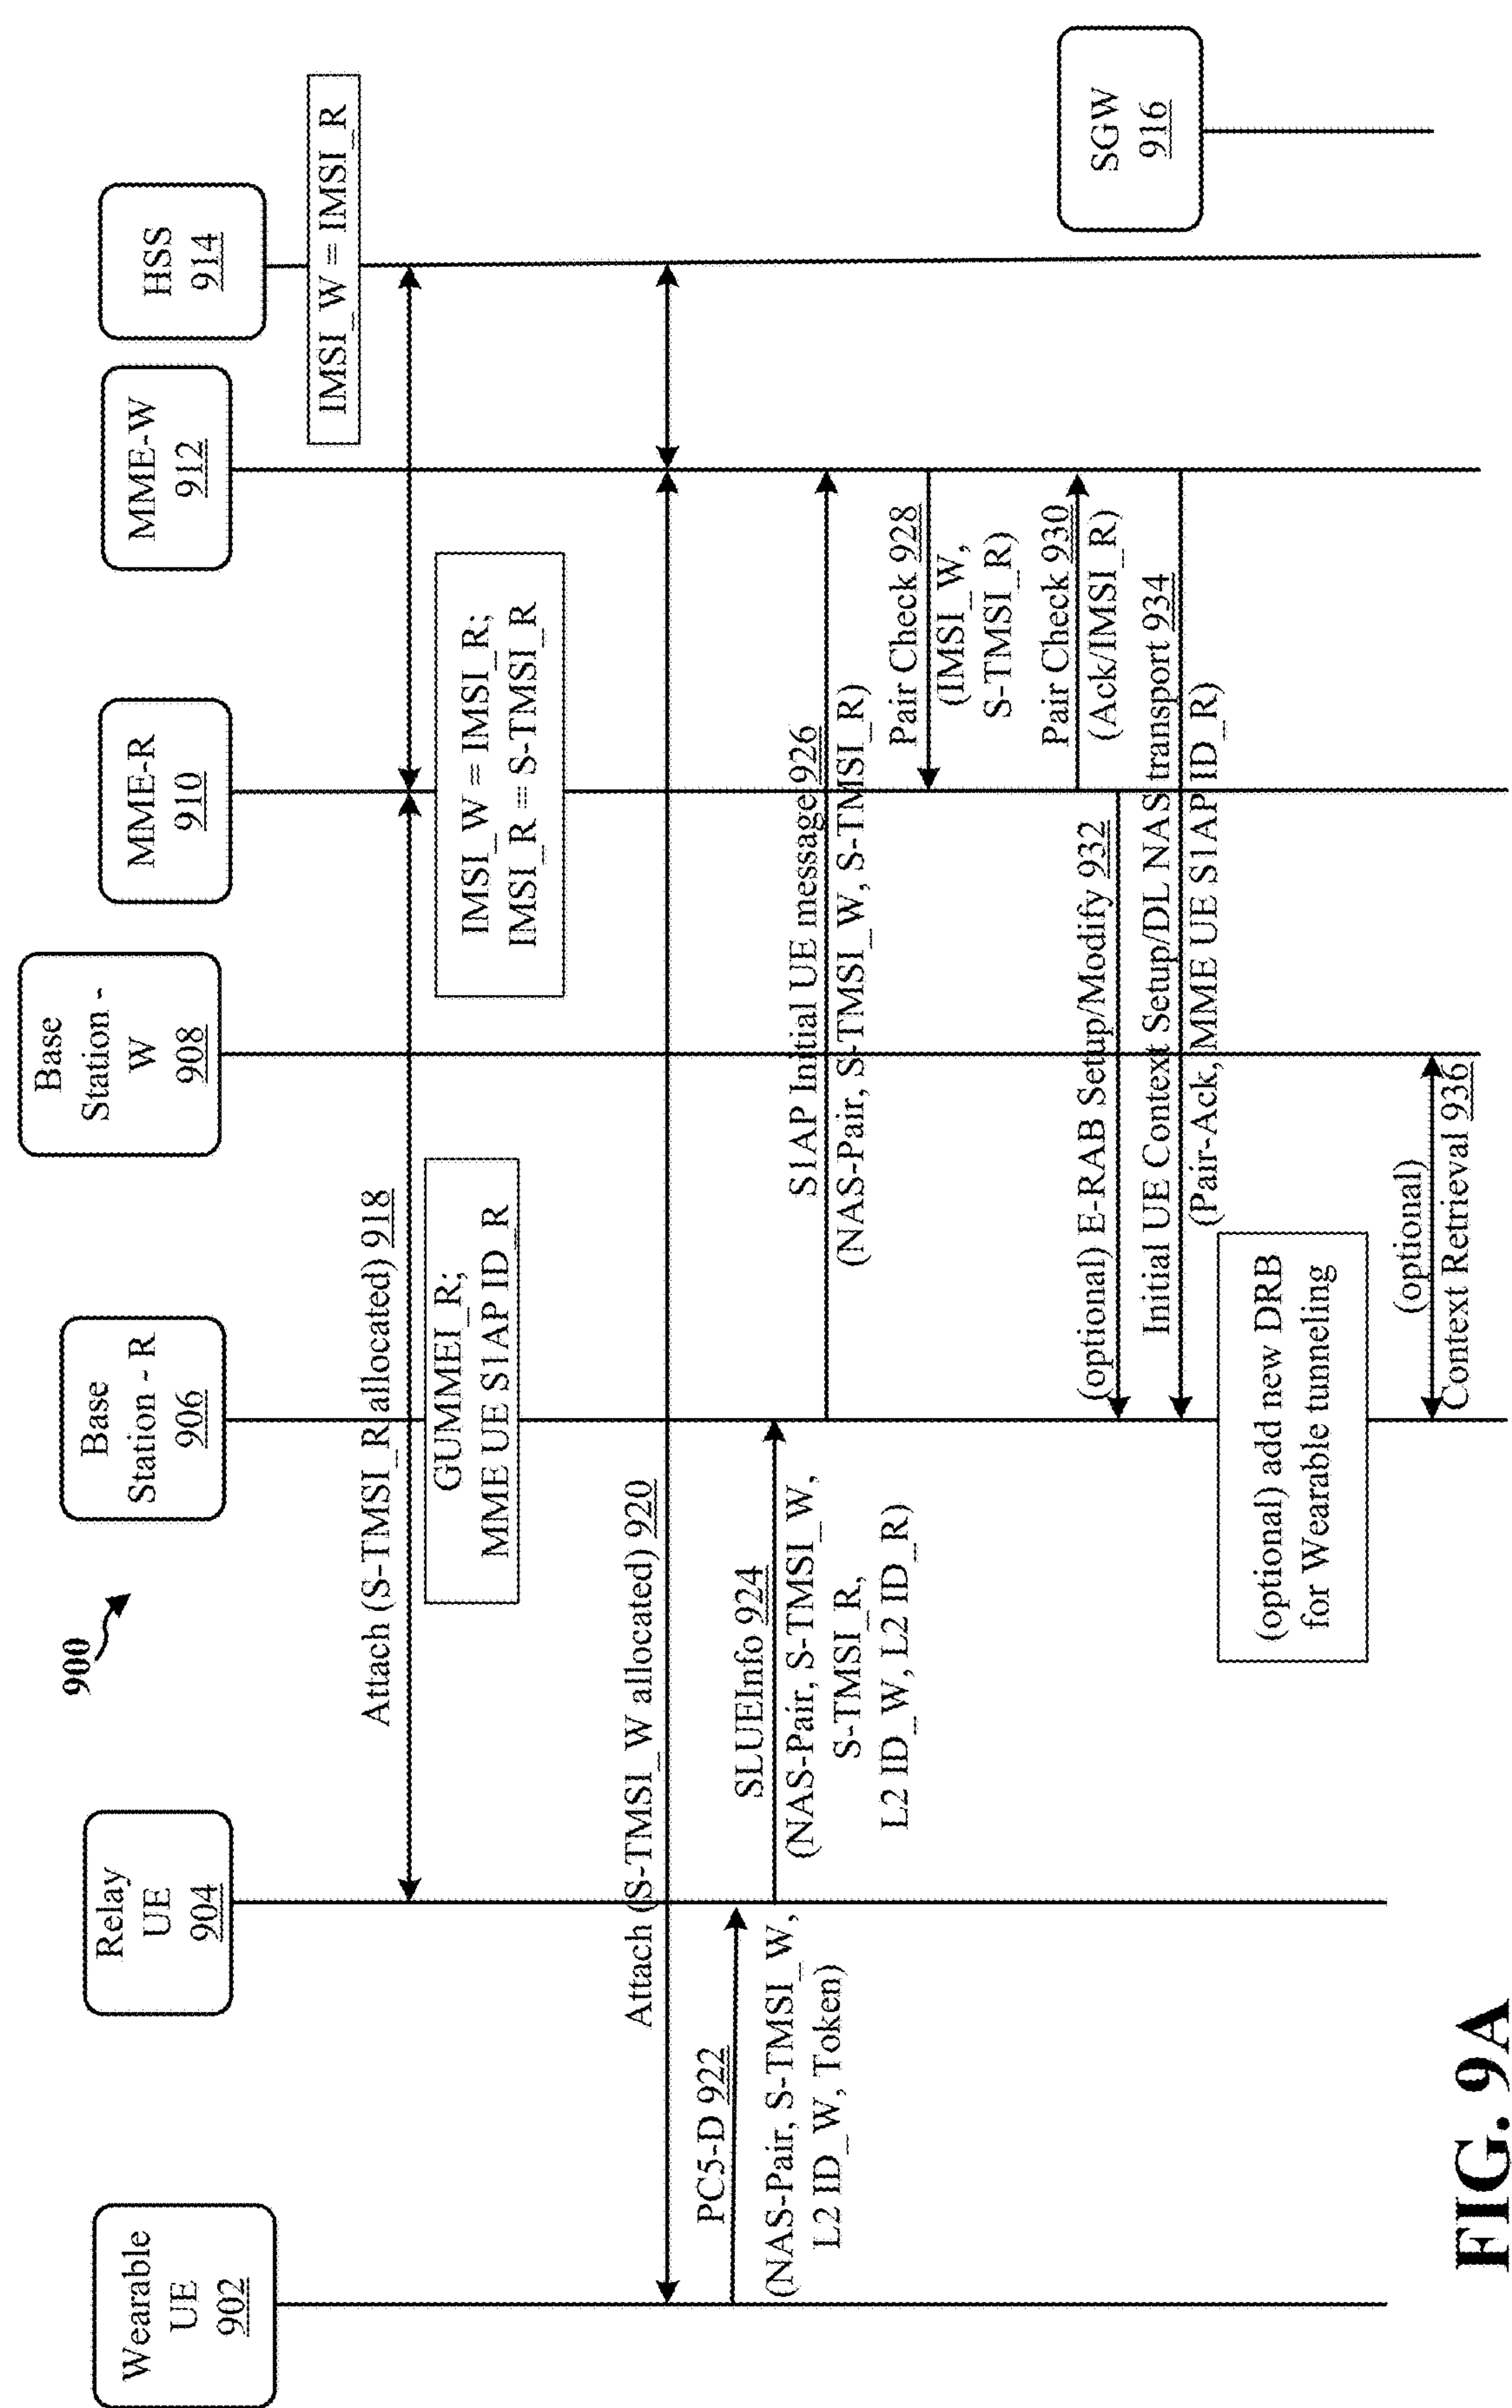 900
Wearable
UE
902
Relay
UE
904
Base
Station - R
906
Base
Station -
W
908
MME-R
910
MME-W
912
HSS
914
IMSI_W = IMSI_R
Attach (S-TMSI_R allocated) 918
GUMMEI_R;
MME UE S1AP ID_R
IMSI_W = IMSI_R;
IMSI_R = S-TMSI_R
Attach (S-TMSI_W allocated) 920
PC5-D 922
(NAS-Pair, S-TMSI_W,
L2 ID_W, Token)
SLUEInfo 924
(NAS-Pair, S-TMSI_W,
S-TMSI_R,
L2 ID_W, L2 ID_R)
S1AP Initial UE message 926
(NAS-Pair, S-TMSI_W, S-TMSI_R)
Pair Check 928
(IMSI_W,
S-TMSI_R)
Pair Check 930
(Ack/IMSI_R)
SGW
916
(optional) E-RAB Setup/Modify 932
Initial UE Context Setup/DL NAS transport 934
(Pair-Ack, MME UE S1AP ID_R)
(optional) add new DRB
for Wearable tunneling
(optional)
Context Retrieval 936
FIG. 9A